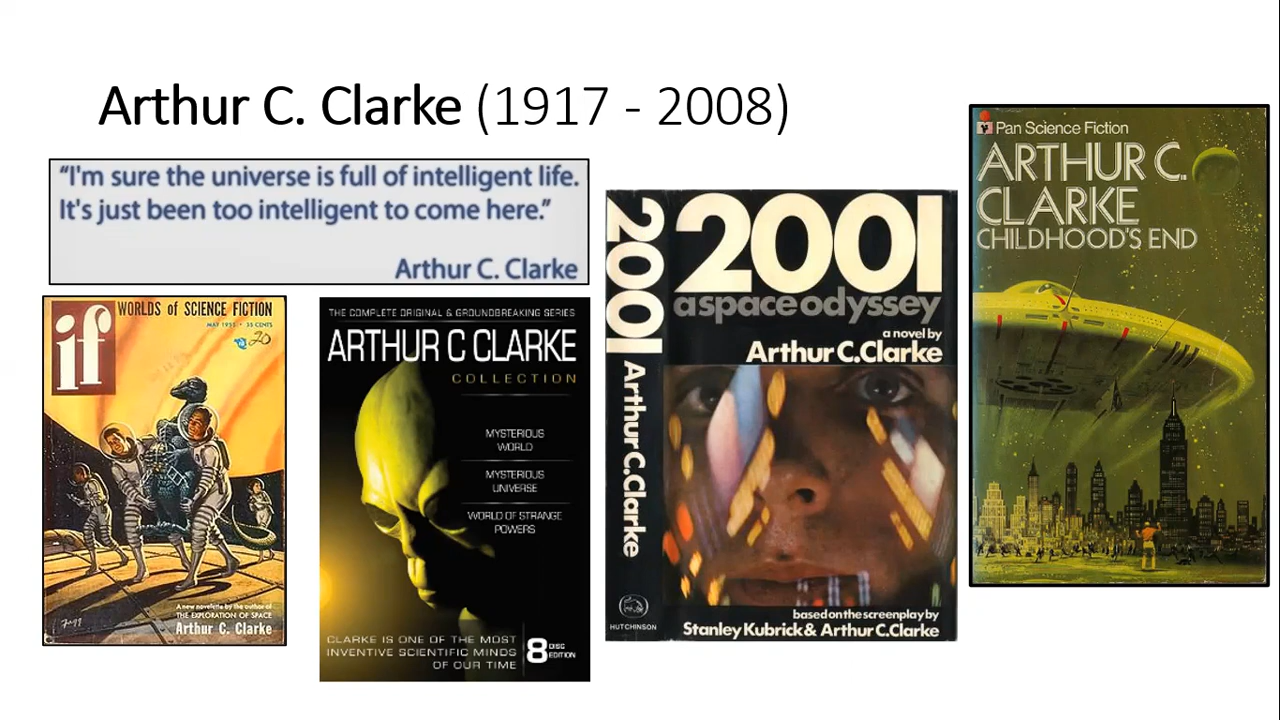 Arthur C. Clarke (1917 - 2008)
“I'm sure the universe is full of intelligent life.
It's just been too intelligent to come here.”
Arthur C. Clarke
if
WORLDS of SCIENCE FICTION
MAY 1953 • 35 CENTS
20
A new novelette by the author of
THE EXPLORATION OF SPACE
Arthur C. Clarke
THE COMPLETE ORIGINAL & GROUNDBREAKING SERIES
ARTHUR C CLARKE
COLLECTION
MYSTERIOUS
WORLD
MYSTERIOUS
UNIVERSE
WORLD OF STRANGE
POWERS
CLARKE IS ONE OF THE MOST
INVENTIVE SCIENTIFIC MINDS
OF OUR TIME
8 DISC
EDITION
2001
Arthur C.Clarke
HUTCHINSON
2001
a space odyssey
a novel by
Arthur C.Clarke
based on the screenplay by
Stanley Kubrick & Arthur C.Clarke
Pan Science Fiction
ARTHUR C.
CLARKE
CHILDHOOD'S END